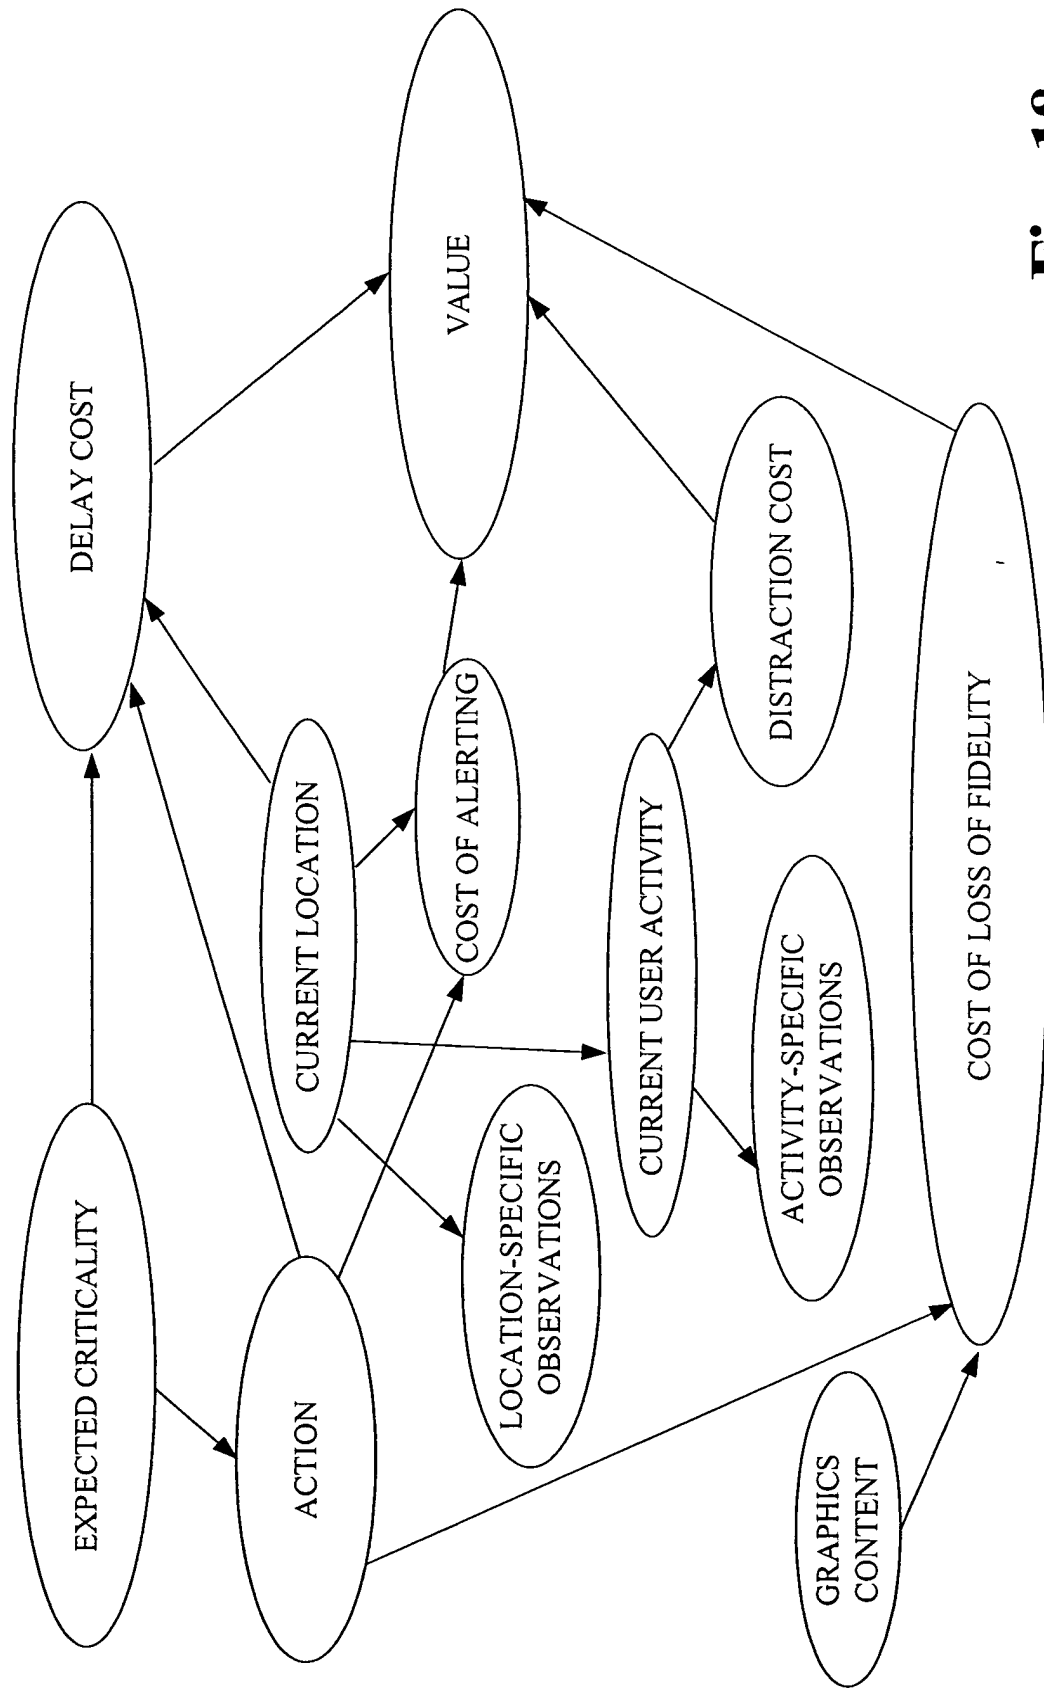 EXPECTED CRITICALITY
DELAY COST
ACTION
CURRENT LOCATION
VALUE
COST OF ALERTING
LOCATION-SPECIFIC
OBSERVATIONS
CURRENT USER ACTIVITY
DISTRACTION COST
ACTIVITY-SPECIFIC
OBSERVATIONS
GRAPHICS
CONTENT
COST OF LOSS OF FIDELITY